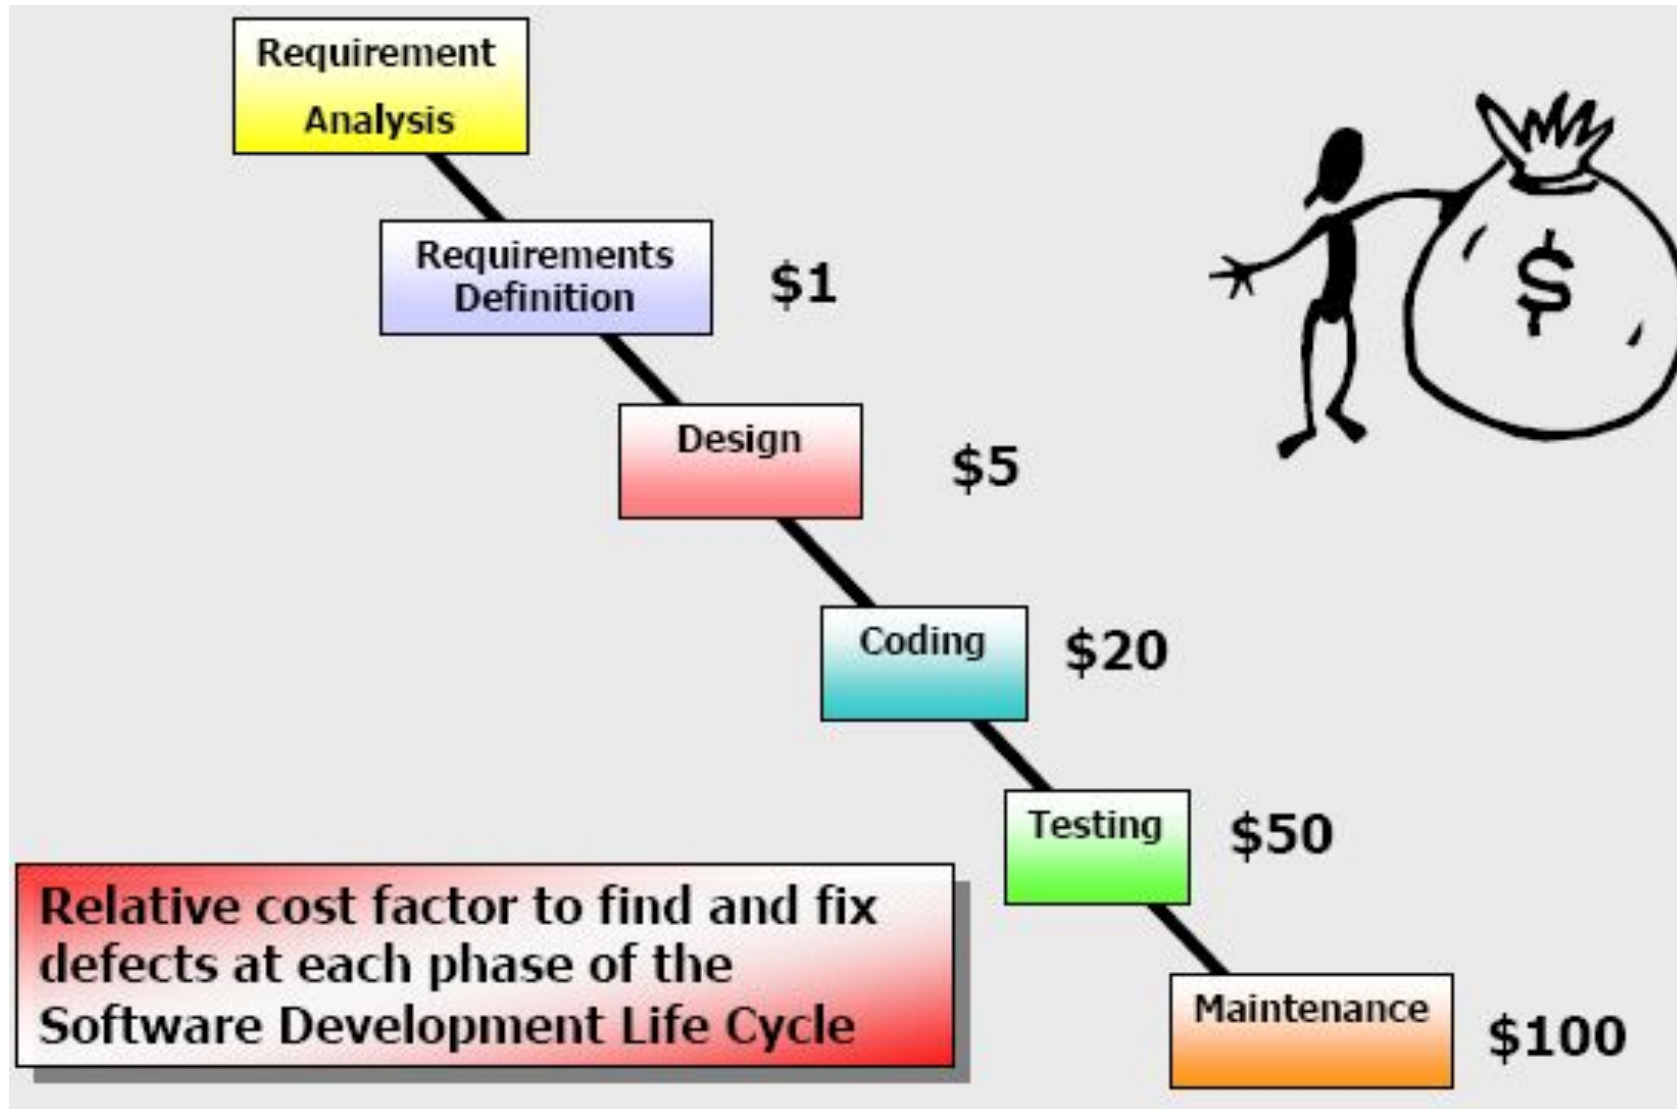 Requirement
Analysis
Requirements
Definition
$1
Design
$5
Coding
$20
Testing
$50
Maintenance
$100
Relative cost factor to find and fix
defects at each phase of the
Software Development Life Cycle
$